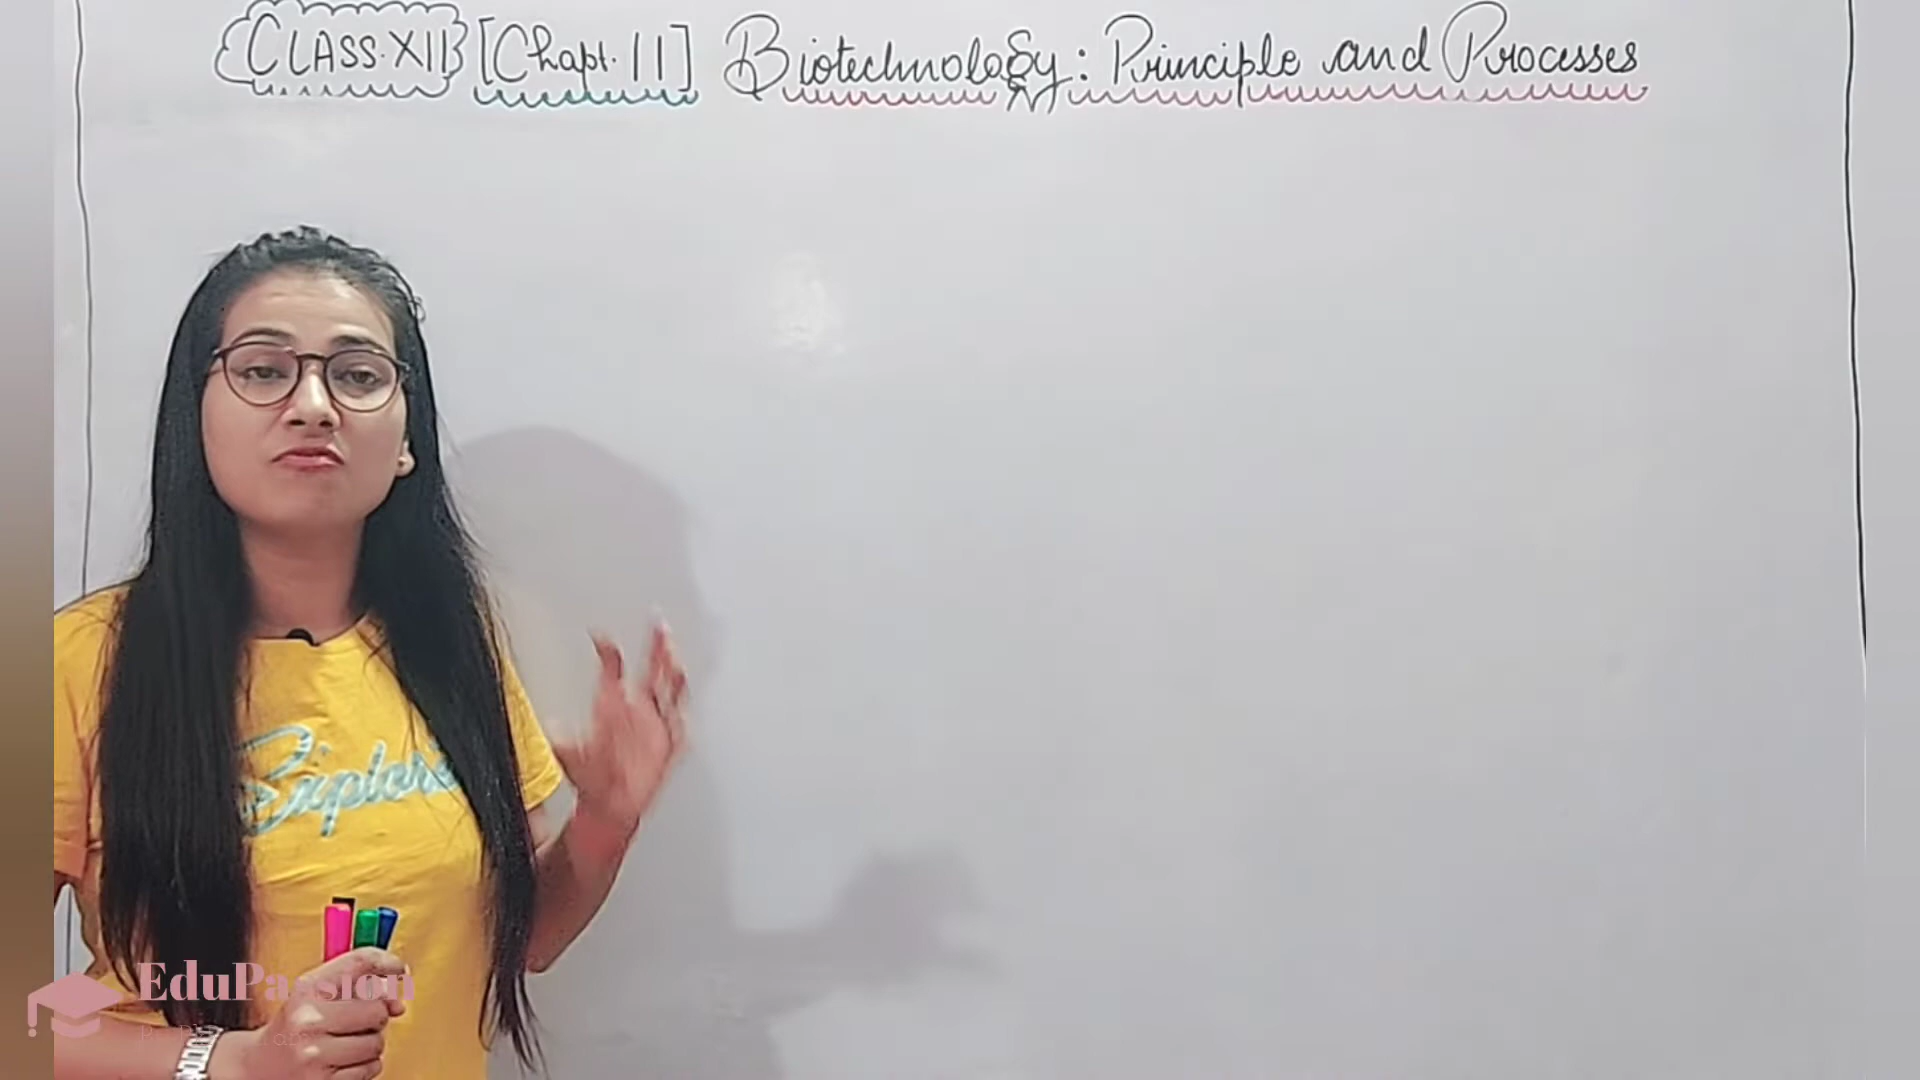 CLASS.XII [Chapt. 11] Biotechnology: Principle and Processes
Explore
EduPassion